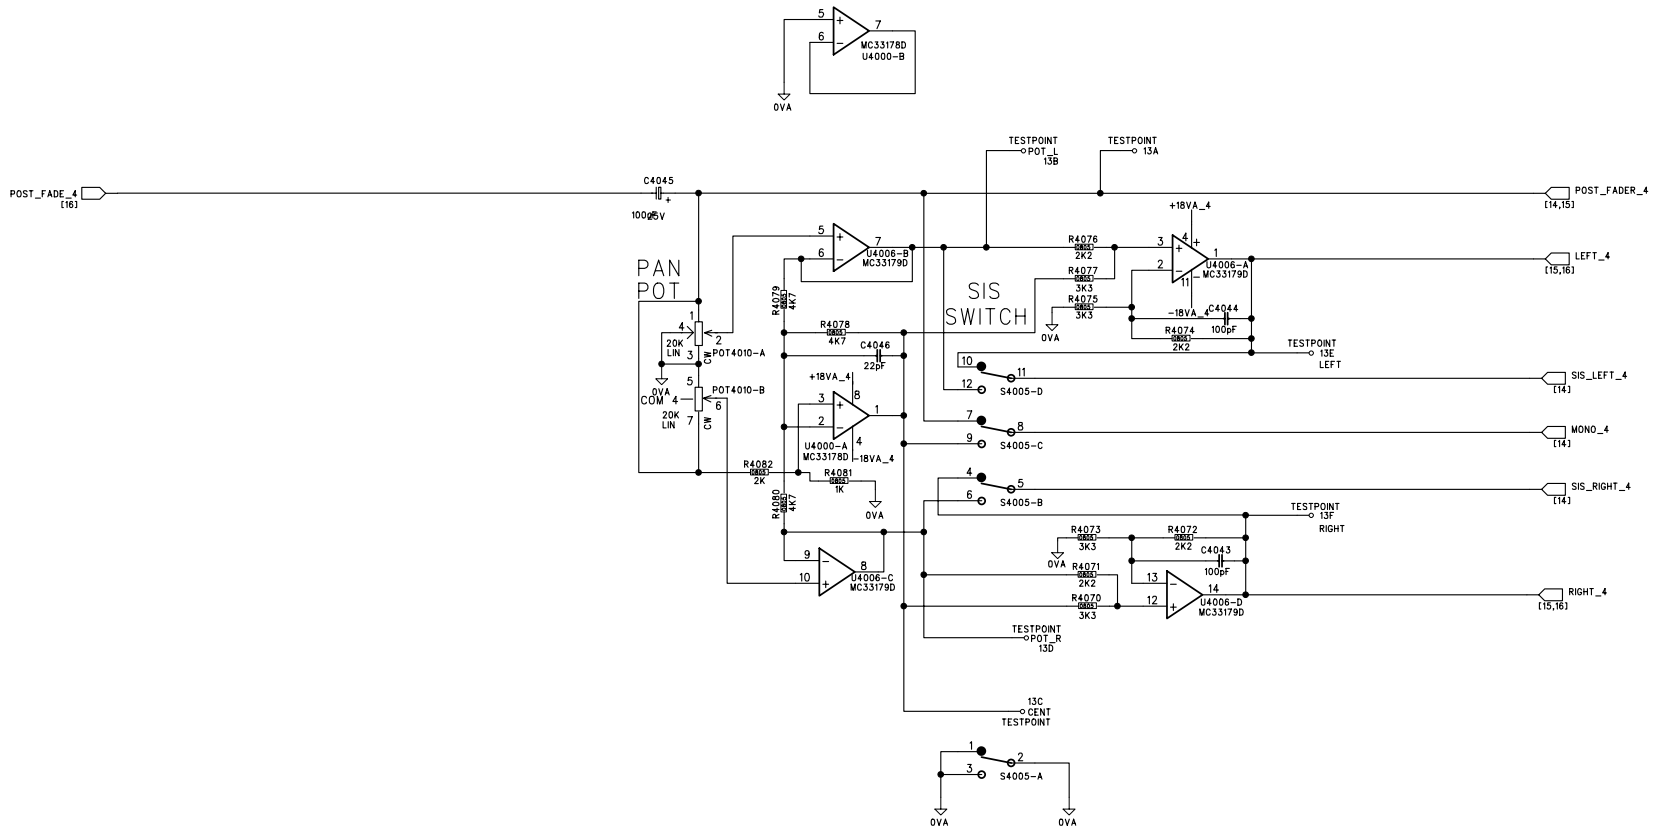 5
6
7
MC33178D
U4000-B
0VA
TESTPOINT
POT_L
13B
TESTPOINT
13A
POST_FADE_4
[16]
C4045
+
25V
POST_FADER_4
[14,15]
+18VA_4
5
6
7
U4006-B
MC33179D
R4076
2K2
R4077
3K3
R4075
3K3
0VA
3
2
4
1
11
U4006-A
MC33179D
-18VA_4
C4044
100pF
R4074
2K2
LEFT_4
[15,16]
PAN
POT
SIS
SWITCH
R4079
4K7
R4078
4K7
C4046
22pF
1
4
2
3
20K
LIN
CW
POT4010-A
0VA
5
COM 4
6
7
20K
LIN
CW
POT4010-B
+18VA_4
3
2
8
1
4
U4000-A
MC33178D
-18VA_4
TESTPOINT
13E
LEFT
10
11
12
S4005-D
SIS_LEFT_4
[14]
7
8
9
S4005-C
MONO_4
[14]
R4082
2K
R4081
1K
0VA
4
5
6
S4005-B
SIS_RIGHT_4
[14]
R4080
4K7
TESTPOINT
13F
RIGHT
R4073
3K3
0VA
R4072
2K2
C4043
100pF
9
10
8
U4006-C
MC33179D
R4071
2K2
R4070
3K3
13
12
14
U4006-D
MC33179D
RIGHT_4
[15,16]
TESTPOINT
POT_R
13D
13C
CENT
TESTPOINT
1
2
3
S4005-A
0VA
0VA